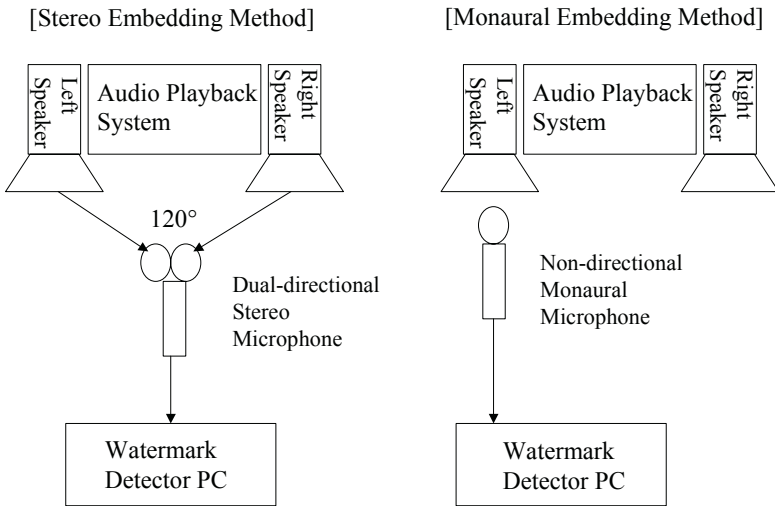 [Stereo Embedding Method]
Left
Speaker
Audio Playback
System
Right
Speaker
120°
Dual-directional
Stereo
Microphone
Watermark
Detector PC
[Monaural Embedding Method]
Left
Speaker
Audio Playback
System
Right
Speaker
Non-directional
Monaural
Microphone
Watermark
Detector PC